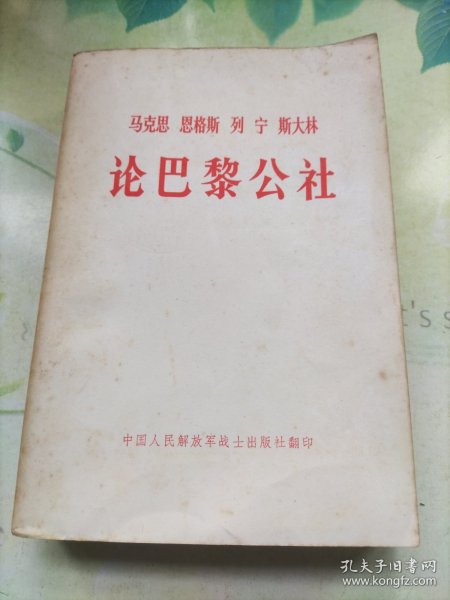 马克思 恩格斯 列宁 斯大林
论巴黎公社
中国人民解放军战士出版社翻印
's s
孔夫子旧书网
www.kongfz.com